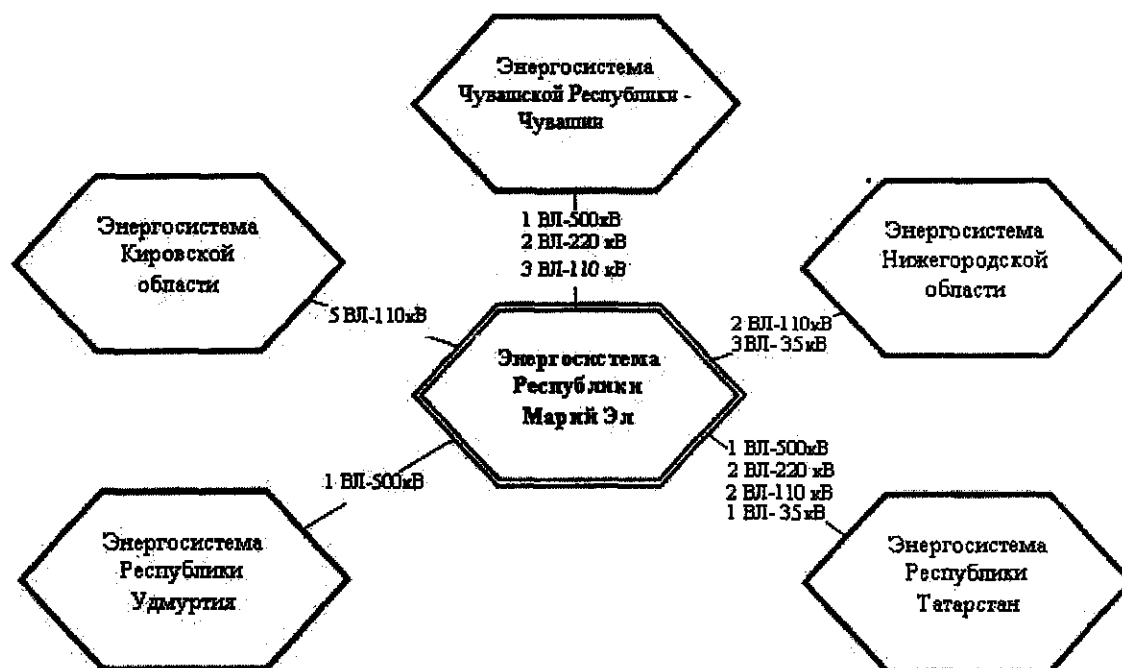 Энергосистема
Чувашской Республики -
Чувашии
1 ВЛ-500кВ
2 ВЛ-220 кВ
3 ВЛ-110 кВ
Энергосистема
Кировской
области
5 ВЛ-110кВ
Энергосистема
Нижегородской
области
2 ВЛ-110кВ
3 ВЛ- 35кВ
Энергосистема
Республики
Марий Эл
1 ВЛ-500кВ
Энергосистема
Республики
Удмуртия
1 ВЛ-500кВ
2 ВЛ-220 кВ
2 ВЛ-110 кВ
1 ВЛ- 35кВ
Энергосистема
Республики
Татарстан